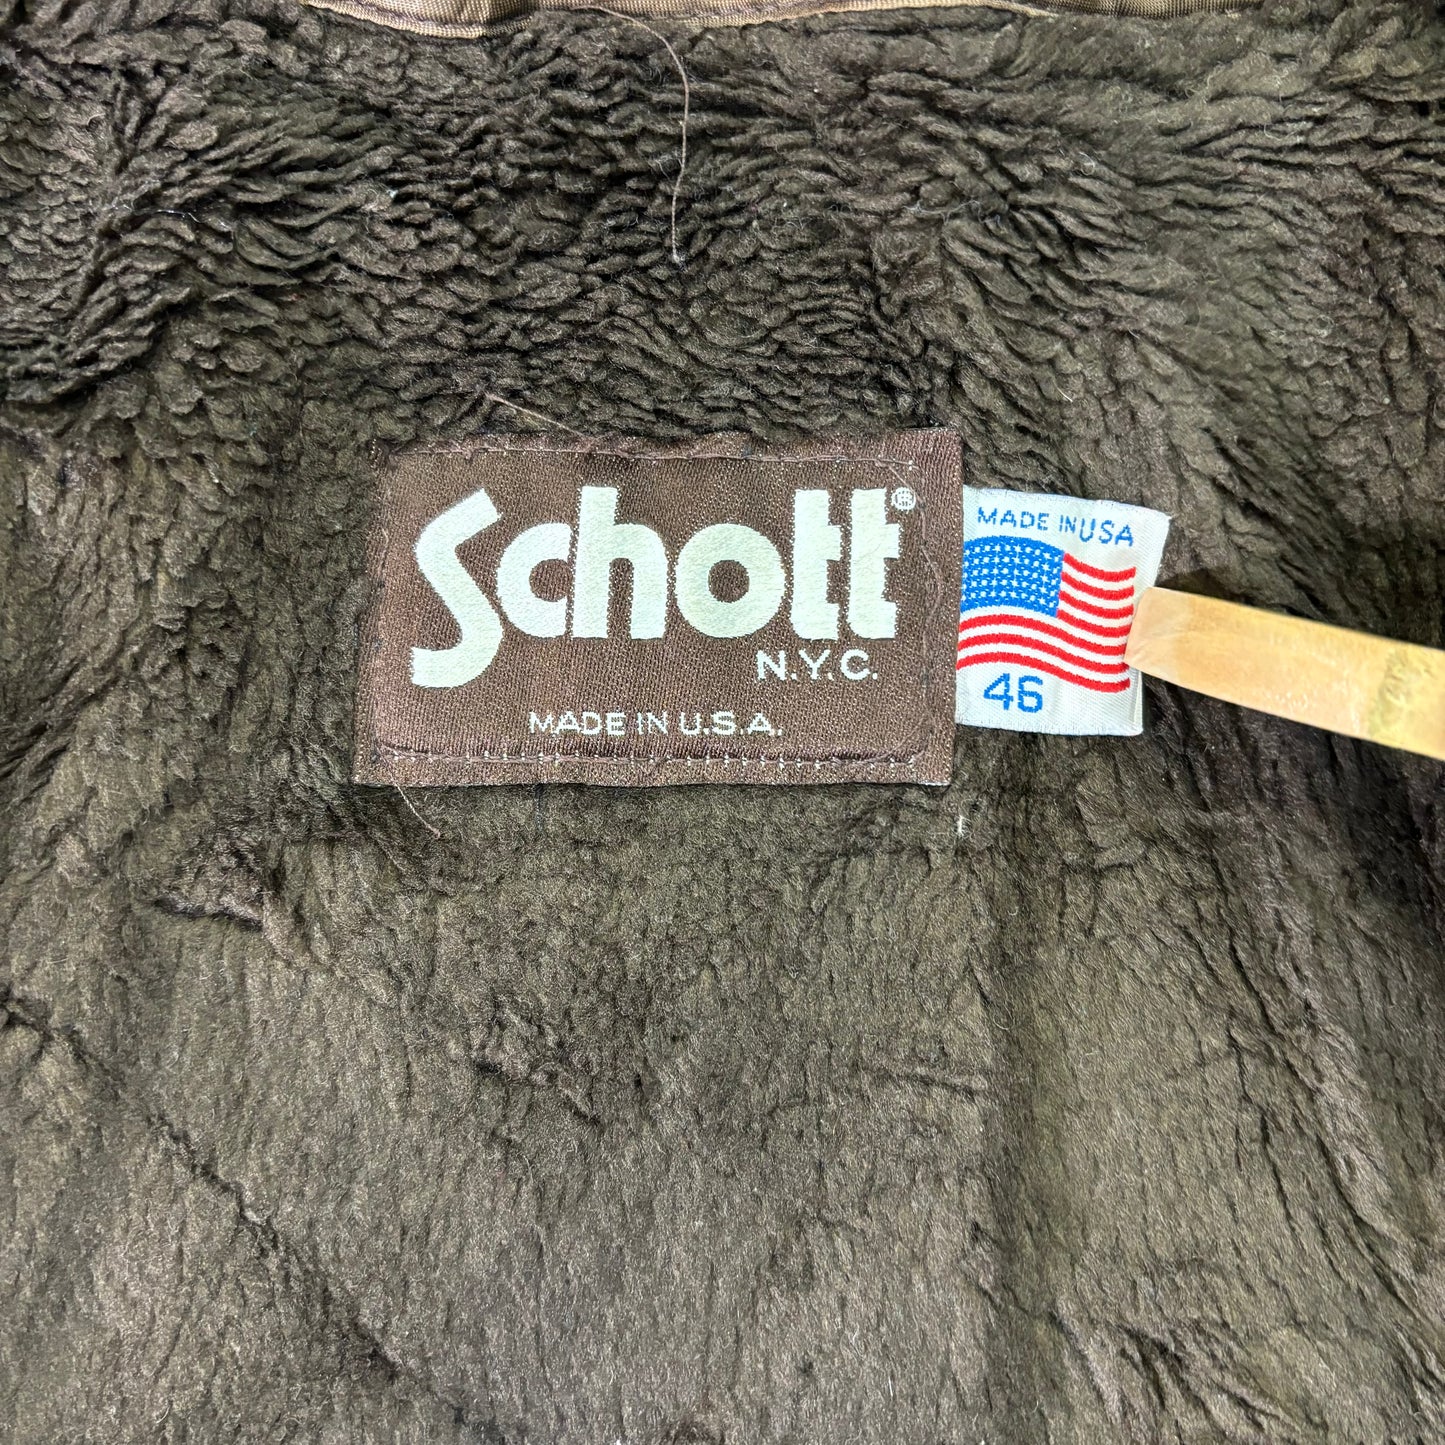 Schott®
N.Y.C.
MADE IN U.S.A.
MADE IN USA
46